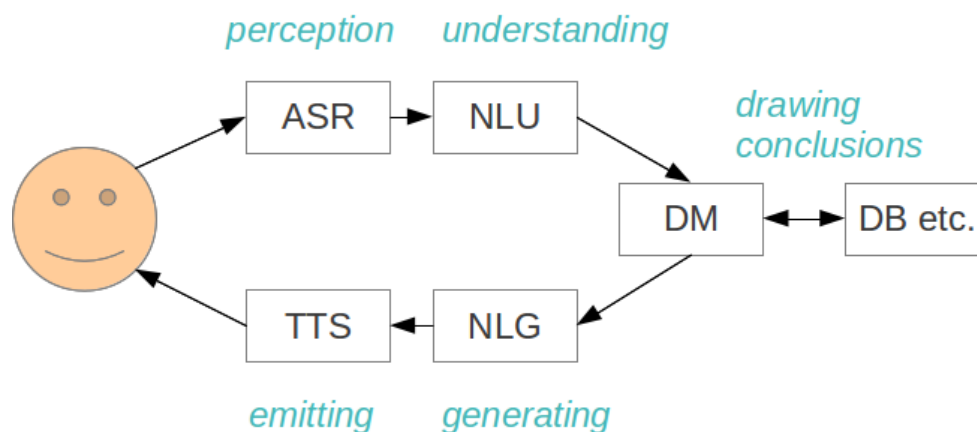 perception understanding
ASR NLU
drawing
conclusions
DM DB etc.
TTS NLG
emitting generating